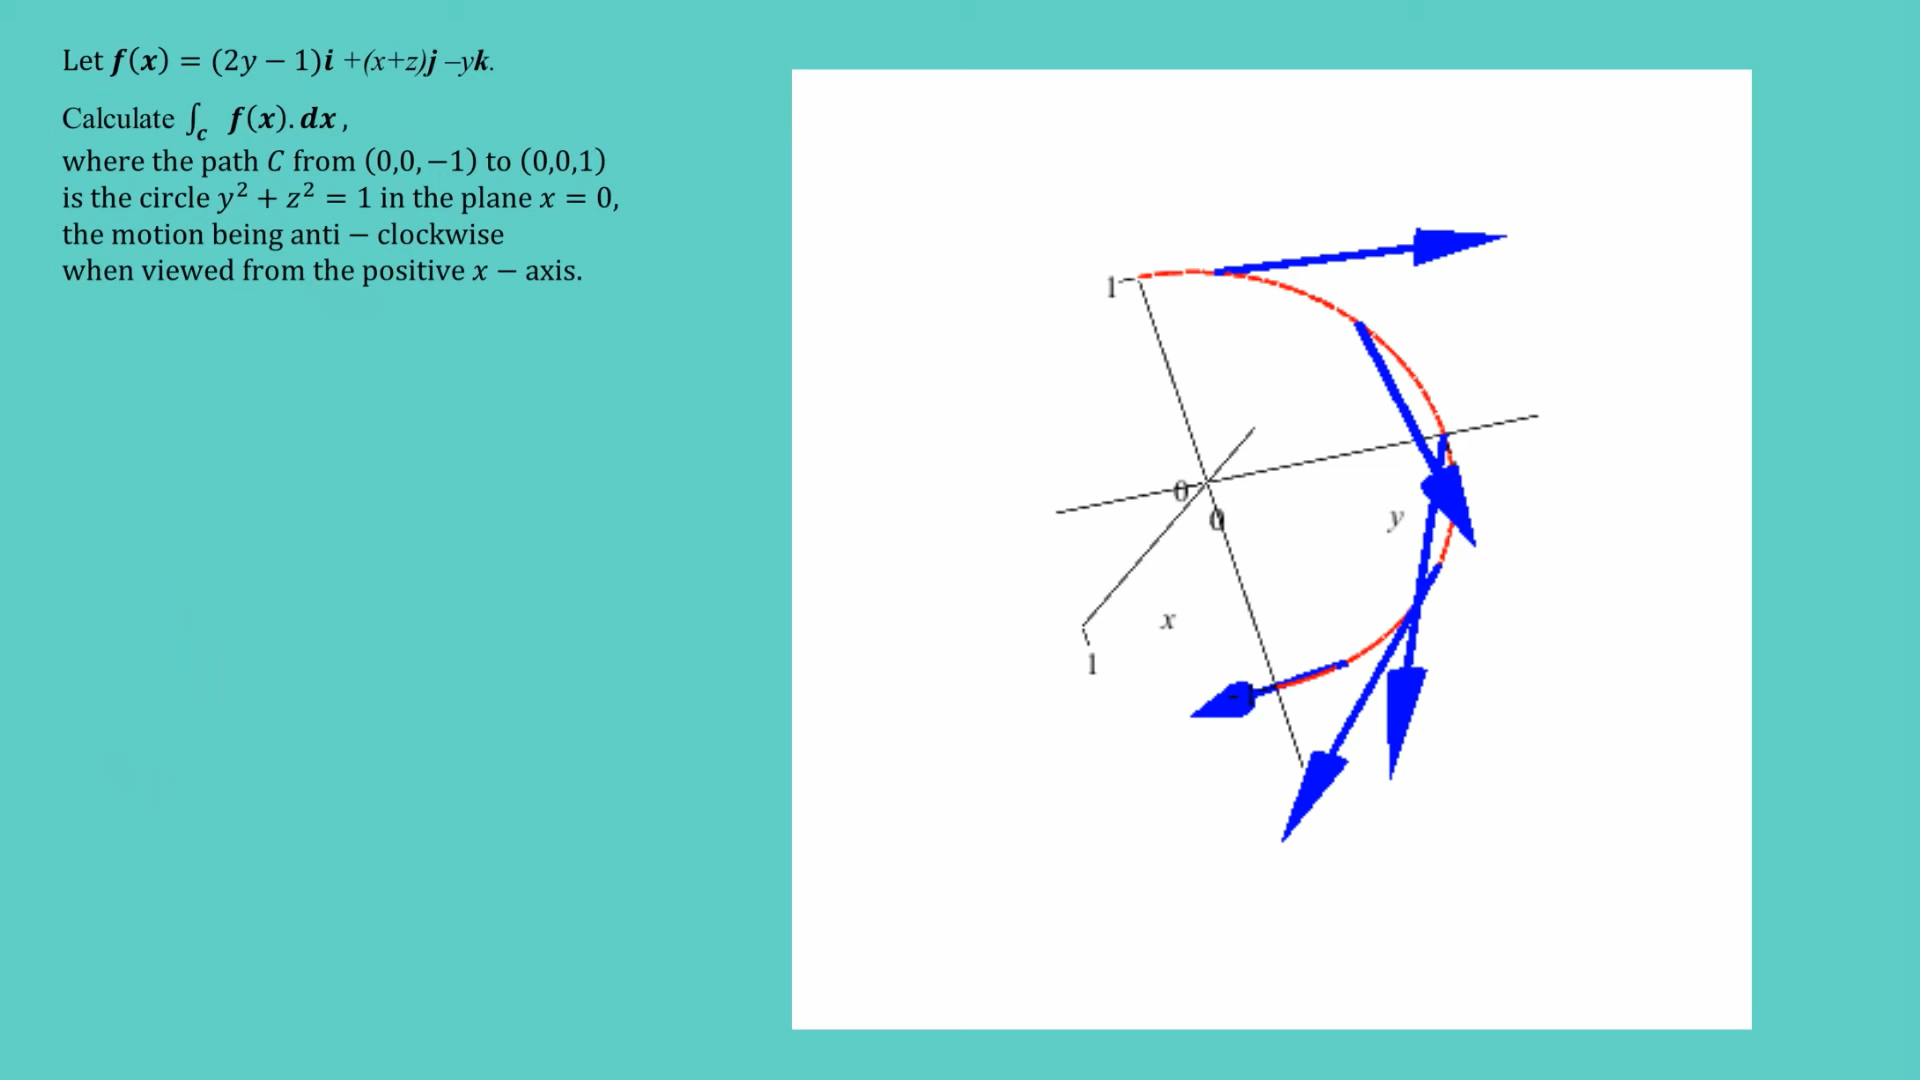 Let f(x) = (2y − 1)i +(x+z)j –yk.
Calculate ∫c f(x).dx,
where the path C from (0,0,−1) to (0,0,1)
is the circle y² + z² = 1 in the plane x = 0,
the motion being anti − clockwise
when viewed from the positive x − axis.
1
0
0
y
x
1